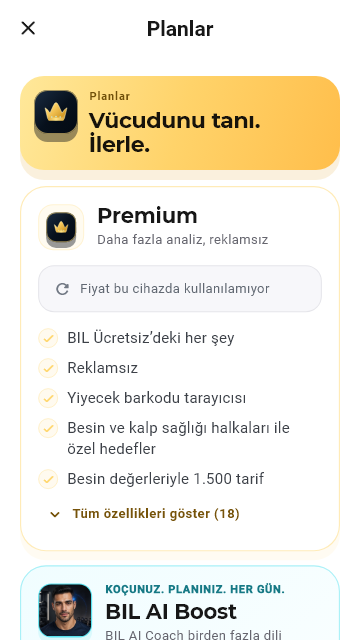 Planlar
Planlar
Vücudunu tanı.
İlerle.
Premium
Daha fazla analiz, reklamsız
Fiyat bu cihazda kullanılamıyor
BIL Ücretsiz’deki her şey
Reklamsız
Yiyecek barkodu tarayıcısı
Besin ve kalp sağlığı halkaları ile
özel hedefler
Besin değerleriyle 1.500 tarif
Tüm özellikleri göster (18)
KOÇUNUZ. PLANINIZ. HER GÜN.
BIL AI Boost
BIL AI Coach birden fazla dili